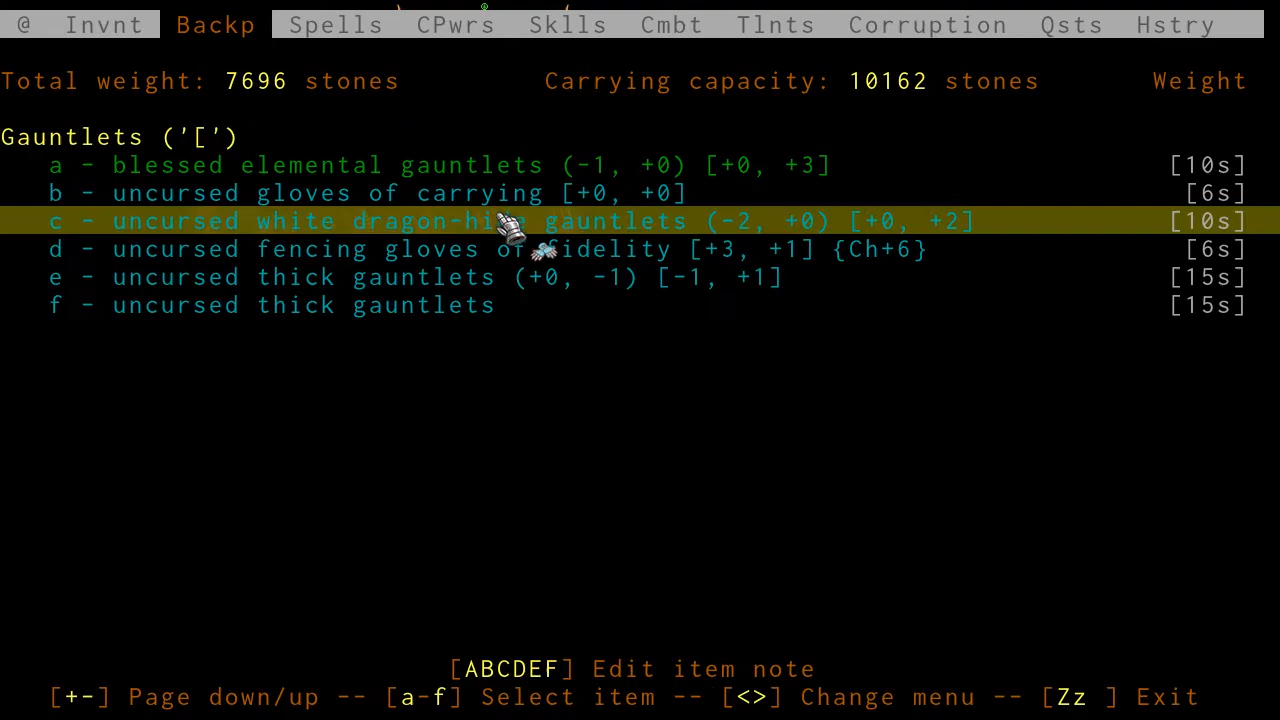 @ Invnt Backp Spells CPwrs Sklls Cmbt Tlnts Corruption Qsts Hstry
Total weight: 7696 stones Carrying capacity: 10162 stones Weight
Gauntlets ('[')
a - blessed elemental gauntlets (-1, +0) [+0, +3] [10s]
b - uncursed gloves of carrying [+0, +0] [6s]
c - uncursed white dragon-hide gauntlets (-2, +0) [+0, +2] [10s]
d - uncursed fencing gloves of fidelity [+3, +1] {Ch+6} [6s]
e - uncursed thick gauntlets (+0, -1) [-1, +1] [15s]
f - uncursed thick gauntlets [15s]
[ABCDEF] Edit item note
[+-] Page down/up -- [a-f] Select item -- [<>] Change menu -- [Zz ] Exit